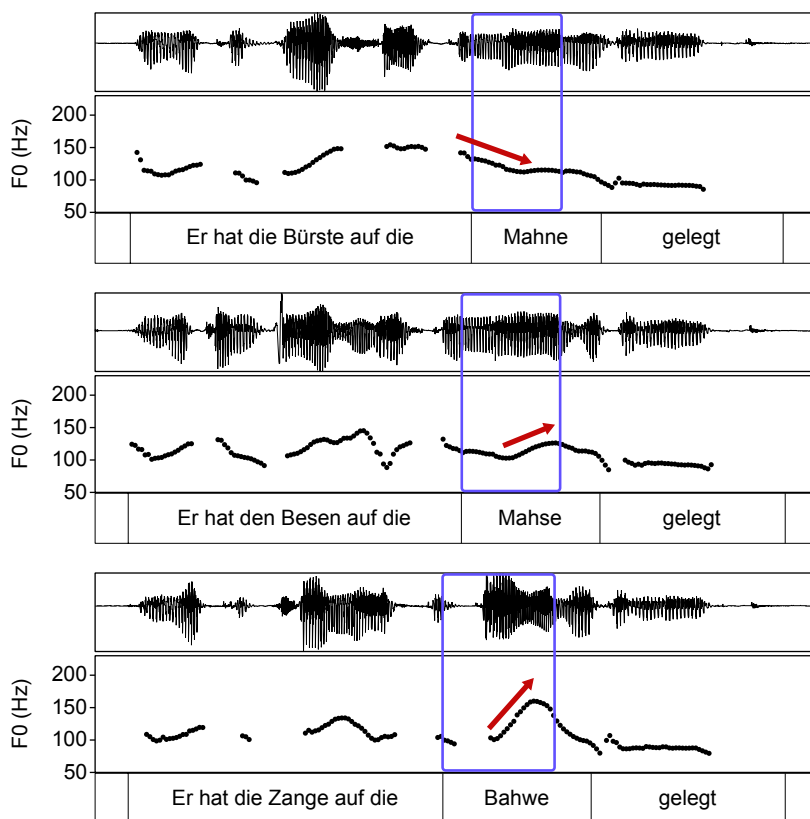 200
150
100
50
F0 (Hz)
Er hat die Bürste auf die Mahne gelegt
200
150
100
50
F0 (Hz)
Er hat den Besen auf die Mahse gelegt
200
150
100
50
F0 (Hz)
Er hat die Zange auf die Bahwe gelegt